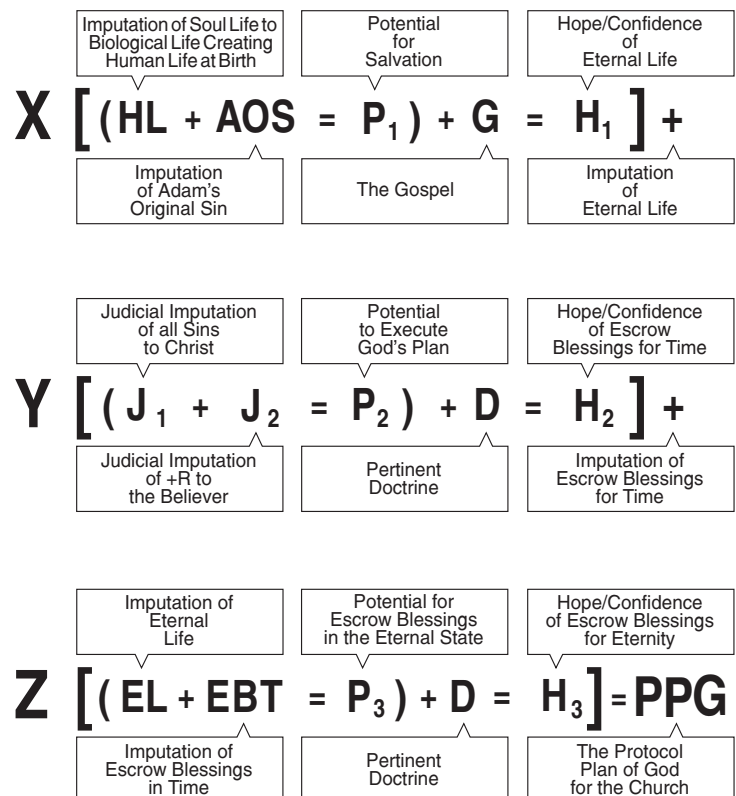 Imputation of Soul Life to
Biological Life Creating
Human Life at Birth
Potential
for
Salvation
Hope/Confidence
of
Eternal Life
X [ ( HL + AOS = P1 ) + G = H1 ] +
Imputation
of Adam's
Original Sin
The Gospel
Imputation
of
Eternal Life
Judicial Imputation
of all Sins
to Christ
Potential
to Execute
God's Plan
Hope/Confidence
of Escrow
Blessings for Time
Y [ ( J1 + J2 = P2 ) + D = H2 ] +
Judicial Imputation
of +R to
the Believer
Pertinent
Doctrine
Imputation of
Escrow Blessings
for Time
Imputation of
Eternal
Life
Potential for
Escrow Blessings
in the Eternal State
Hope/Confidence
of Escrow Blessings
for Eternity
Z [ ( EL + EBT = P3 ) + D = H3 ] = PPG
Imputation of
Escrow Blessings
in Time
Pertinent
Doctrine
The Protocol
Plan of God
for the Church